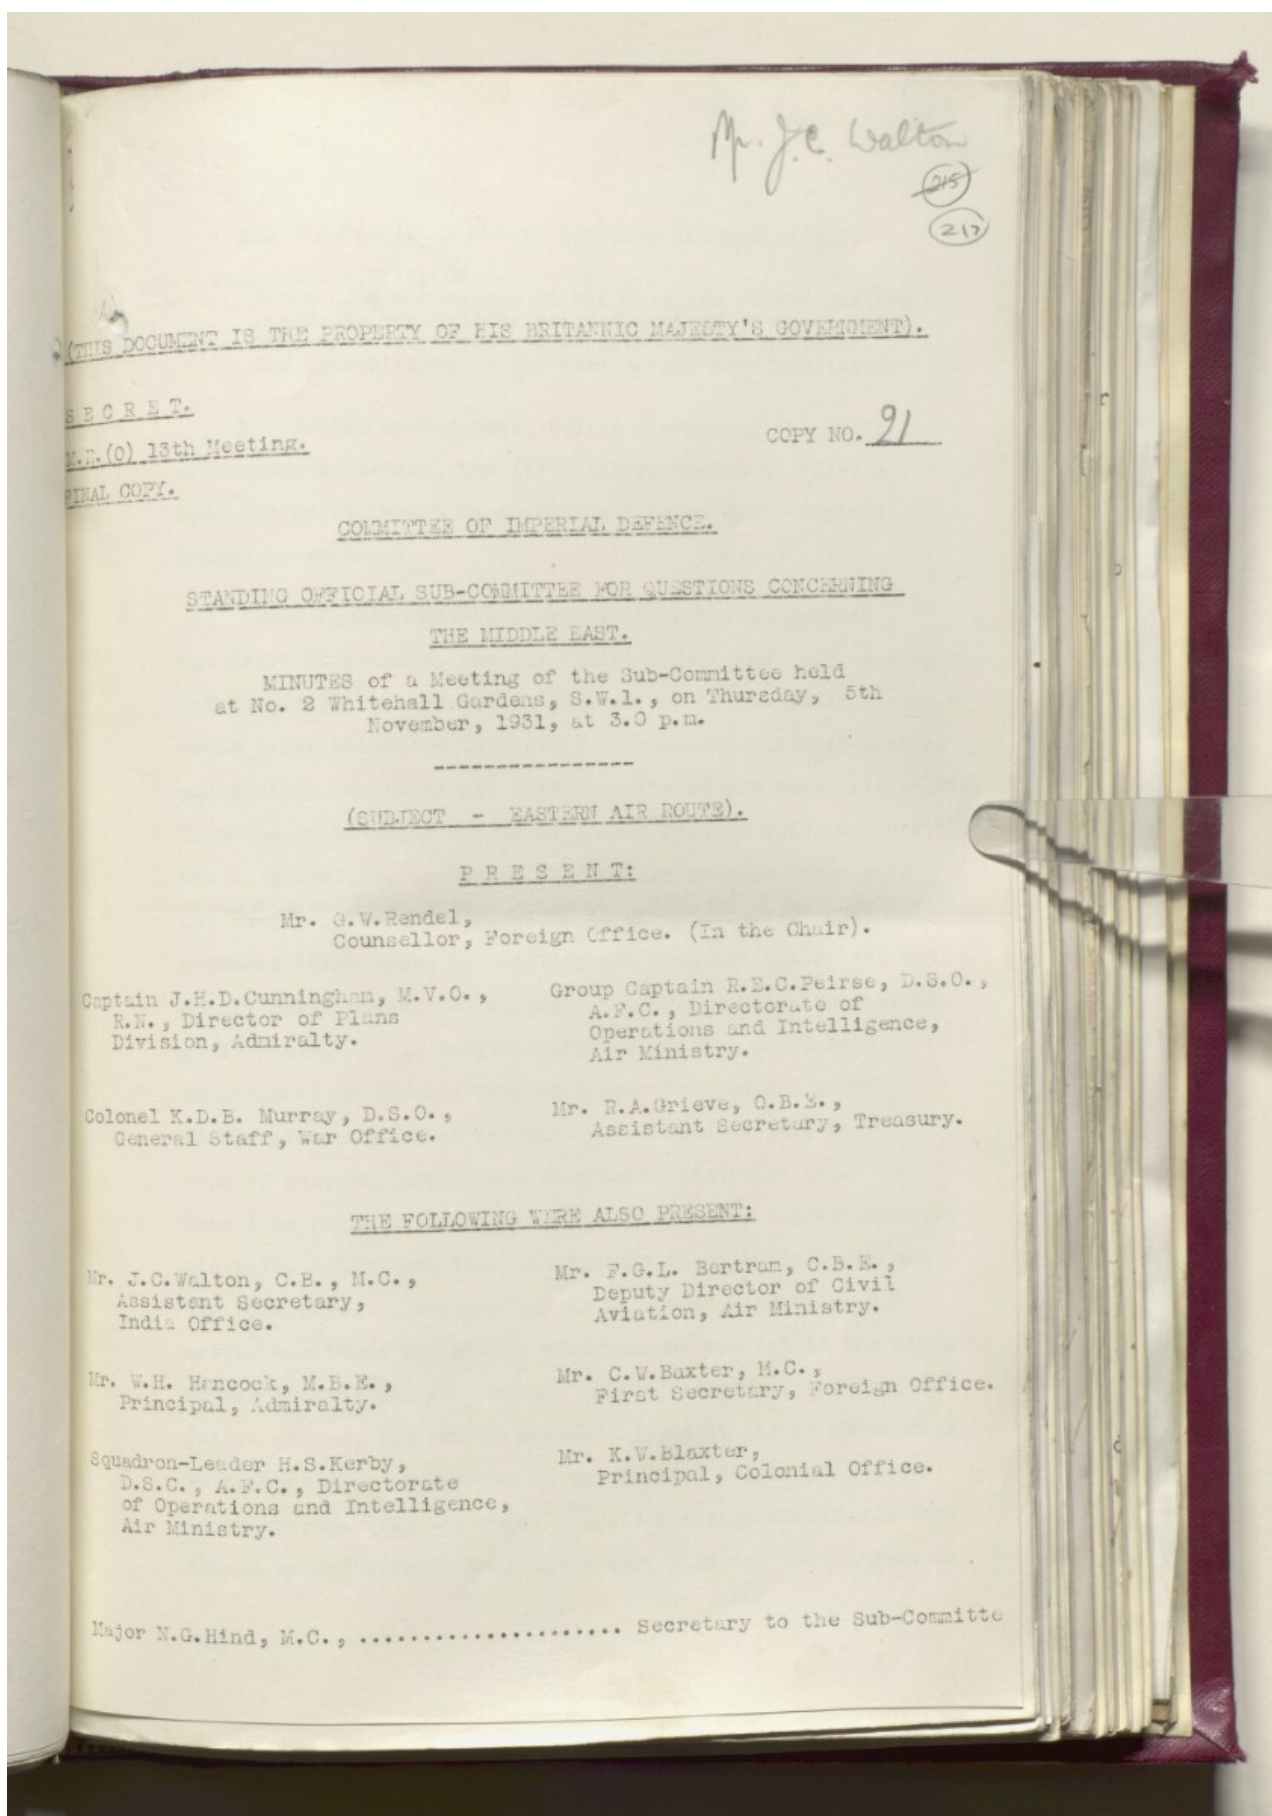 Mr. J.C. Walton
215
217
(THIS DOCUMENT IS THE PROPERTY OF HIS BRITANNIC MAJESTY'S GOVERNMENT).
SECRET.
M.E.(O) 13th Meeting.
COPY NO. 21
FINAL COPY.
COMMITTEE OF IMPERIAL DEFENCE.
STANDING OFFICIAL SUB-COMMITTEE FOR QUESTIONS CONCERNING
THE MIDDLE EAST.
MINUTES of a Meeting of the Sub-Committee held
at No. 2 Whitehall Gardens, S.W.1., on Thursday, 5th
November, 1931, at 3.0 p.m.
----------------
(SUBJECT - EASTERN AIR ROUTE).
PRESENT:
Mr. G.W.Rendel,
Counsellor, Foreign Office. (In the Chair).
Captain J.H.D.Cunningham, M.V.O.,
R.N., Director of Plans
Division, Admiralty.
Group Captain R.E.C.Peirse, D.S.O.,
A.F.C., Directorate of
Operations and Intelligence,
Air Ministry.
Colonel K.D.B. Murray, D.S.O.,
General Staff, War Office.
Mr. R.A.Grieve, O.B.E.,
Assistant Secretary, Treasury.
THE FOLLOWING WERE ALSO PRESENT:
Mr. J.C.Walton, C.B., M.C.,
Assistant Secretary,
India Office.
Mr. F.G.L. Bertram, C.B.E.,
Deputy Director of Civil
Aviation, Air Ministry.
Mr. W.H. Hancock, M.B.E.,
Principal, Admiralty.
Mr. C.W.Baxter, M.C.,
First Secretary, Foreign Office.
Squadron-Leader H.S.Kerby,
D.S.C., A.F.C., Directorate
of Operations and Intelligence,
Air Ministry.
Mr. K.W.Blaxter,
Principal, Colonial Office.
Major N.G.Hind, M.C., ...................... Secretary to the Sub-Committe